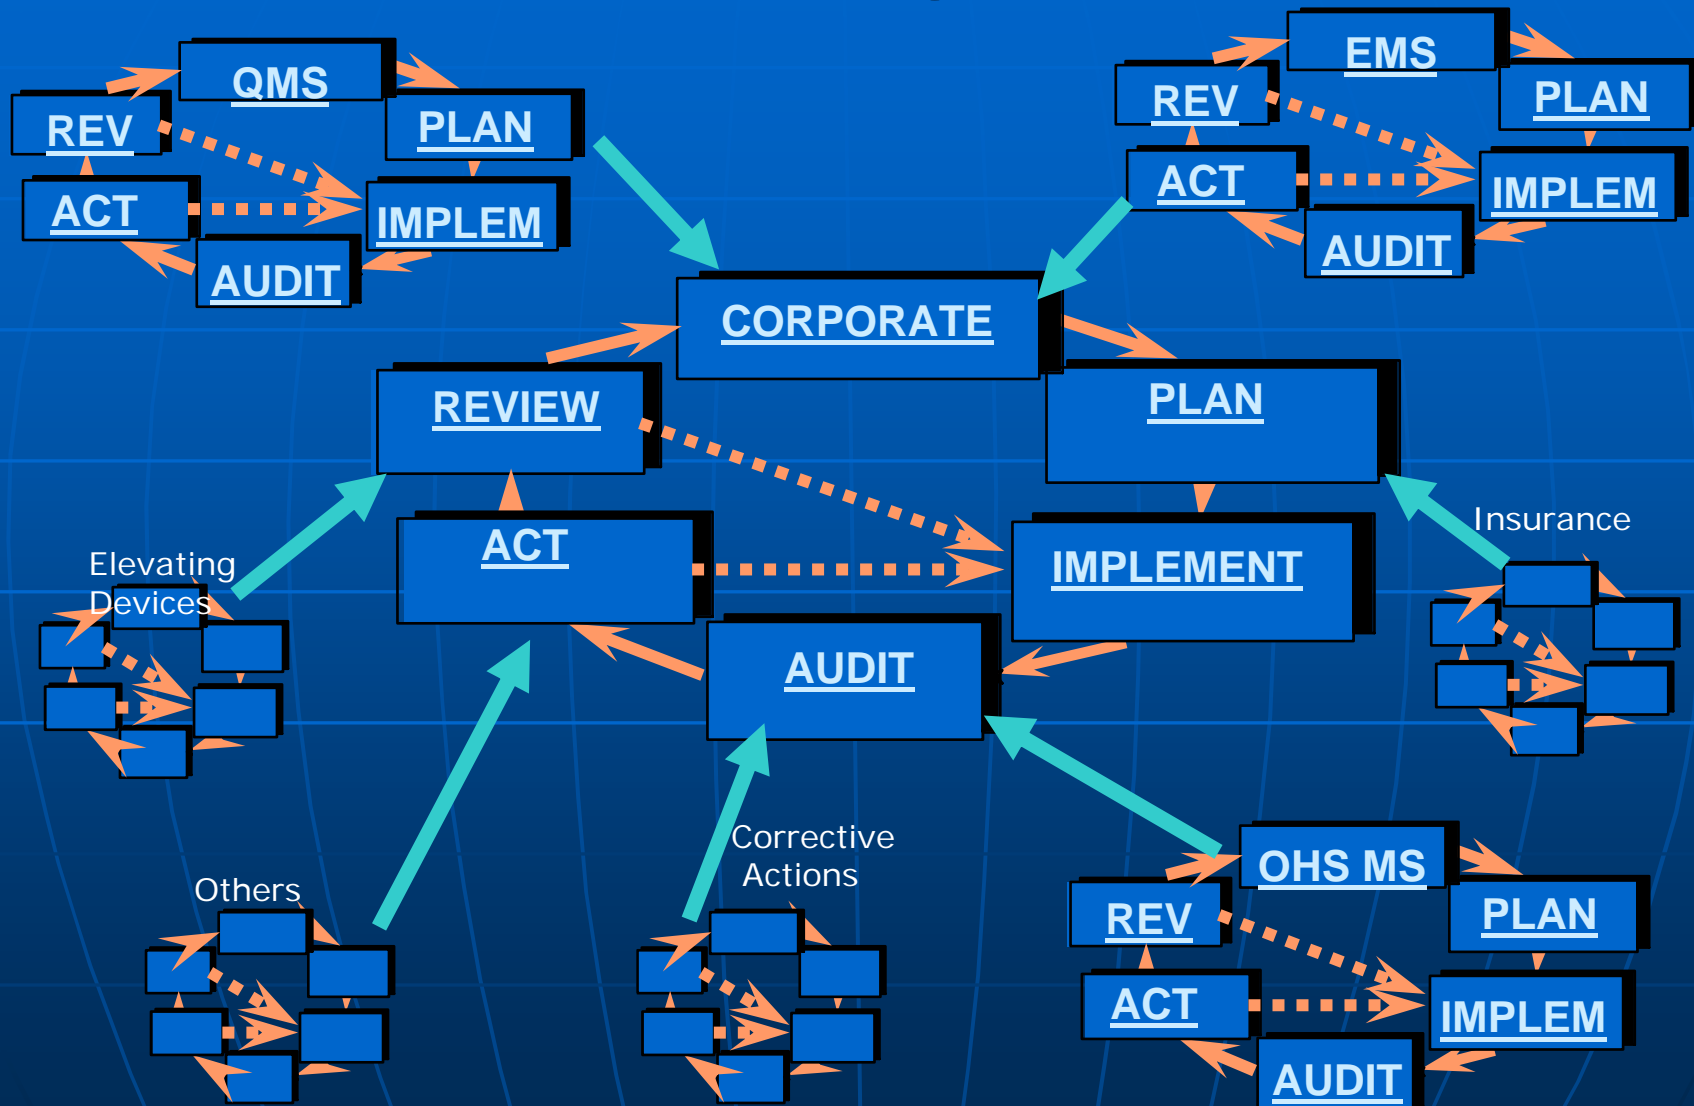 QMS
REV
PLAN
ACT
IMPLEM
AUDIT
EMS
REV
PLAN
ACT
IMPLEM
AUDIT
CORPORATE
REVIEW
PLAN
ACT
IMPLEMENT
AUDIT
Elevating
Devices
Insurance
Others
Corrective
Actions
OHS MS
REV
PLAN
ACT
IMPLEM
AUDIT